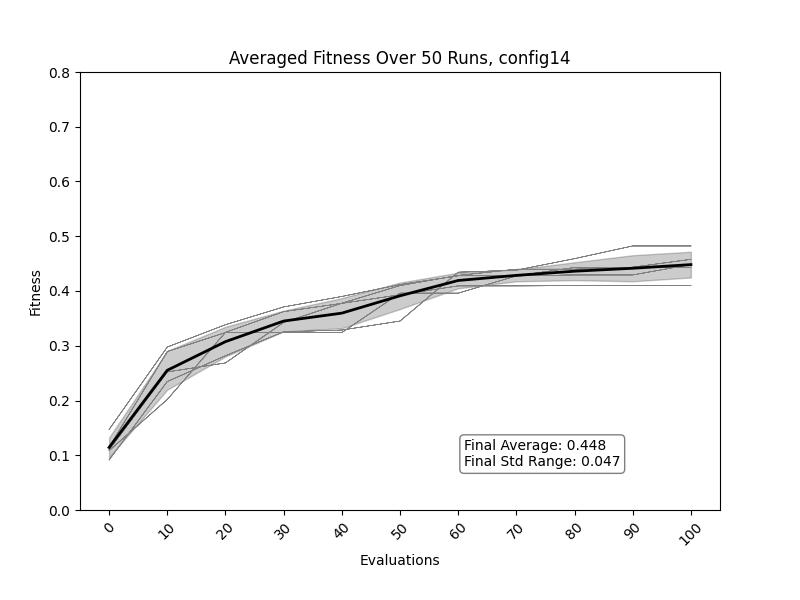 Averaged Fitness Over 50 Runs, config14
0.8
0.7
0.6
0.5
0.4
0.3
0.2
0.1
0.0
Fitness
Final Average: 0.448
Final Std Range: 0.047
0 10 20 30 40 50 60 70 80 90 100
Evaluations